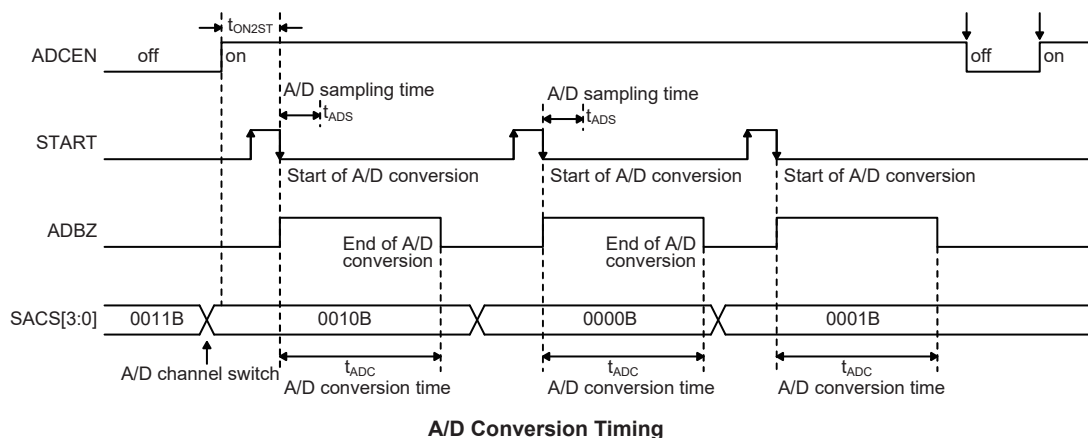 tON2ST
ADCEN off on off on
A/D sampling time A/D sampling time
tADS tADS
START
Start of A/D conversion Start of A/D conversion Start of A/D conversion
ADBZ
End of A/D conversion End of A/D conversion
SACS[3:0] 0011B 0010B 0000B 0001B
A/D channel switch
tADC tADC tADC
A/D conversion time A/D conversion time A/D conversion time
A/D Conversion Timing